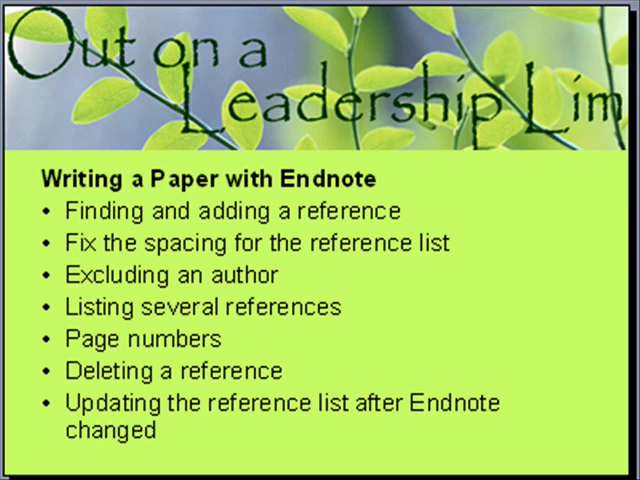 Out on a
Leadership Lim
Writing a Paper with Endnote
• Finding and adding a reference
• Fix the spacing for the reference list
• Excluding an author
• Listing several references
• Page numbers
• Deleting a reference
• Updating the reference list after Endnote
changed